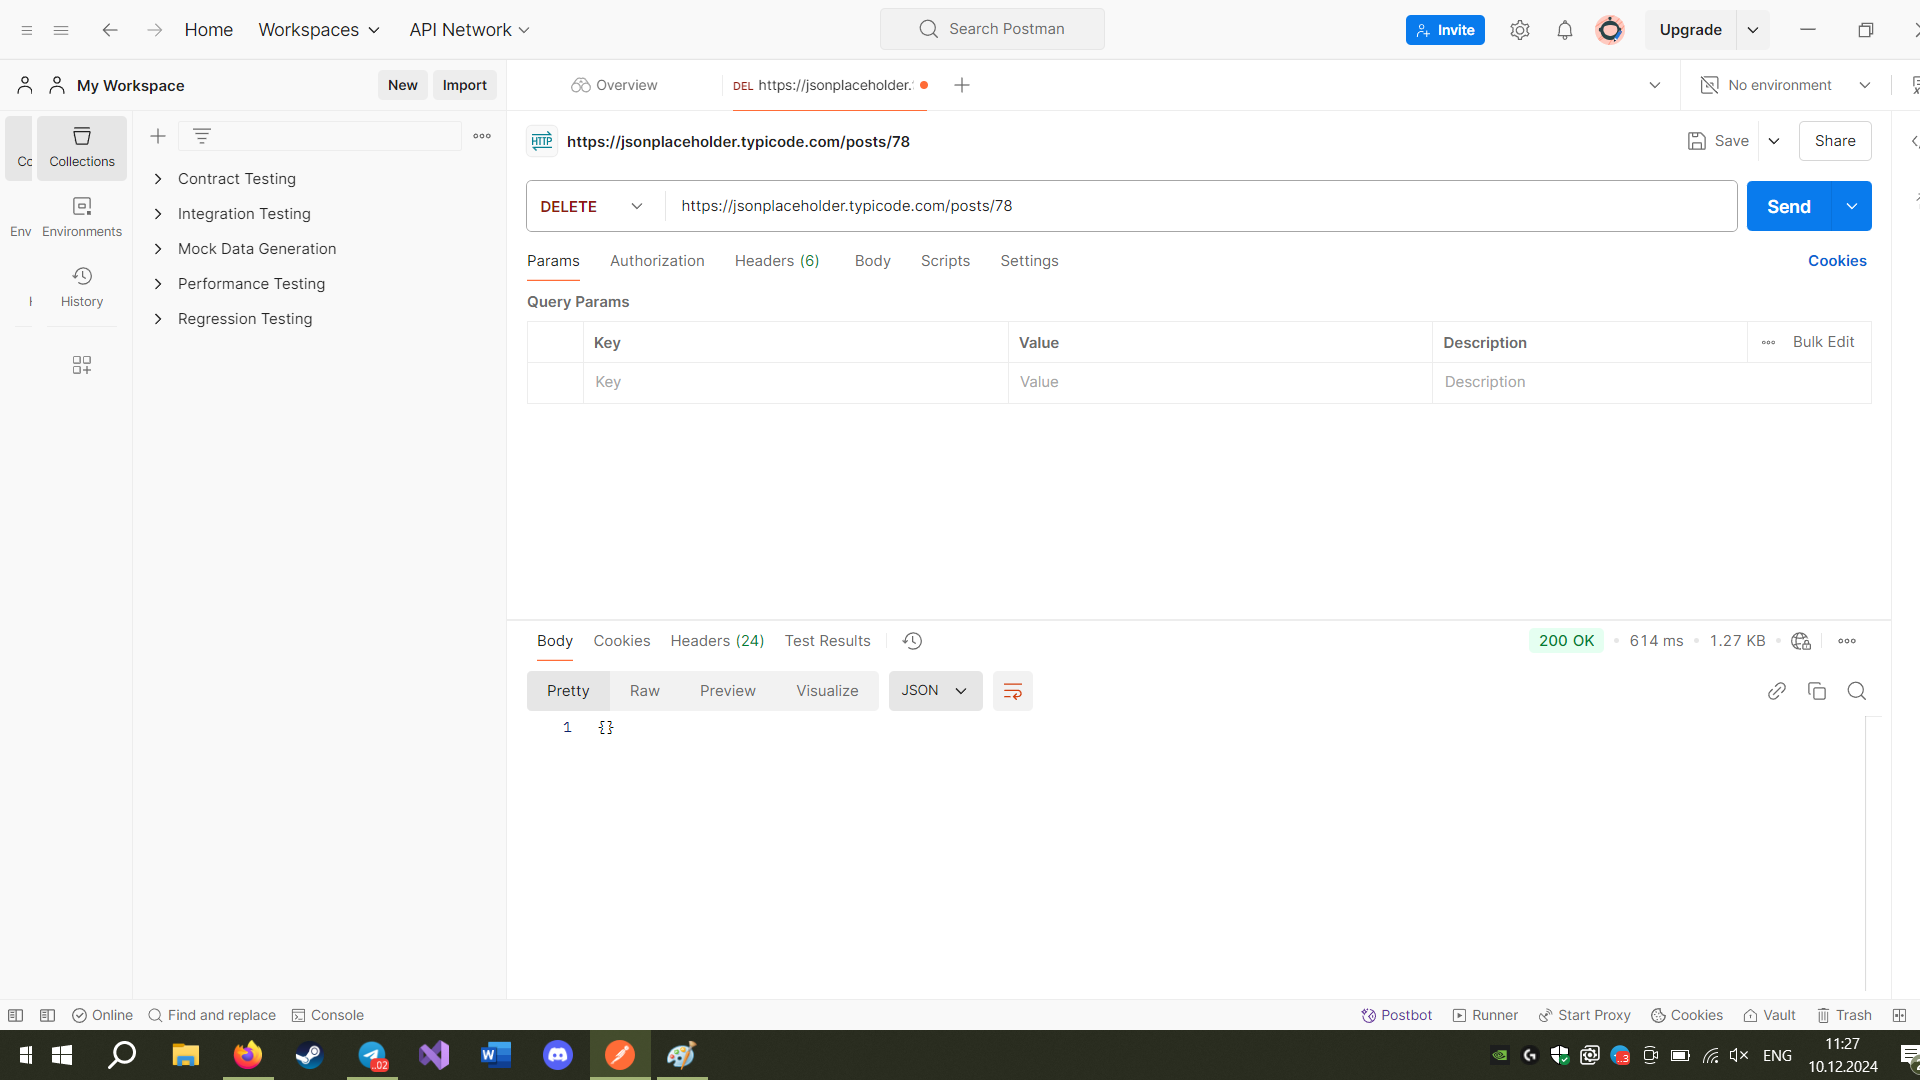 Home Workspaces API Network Search Postman Invite Upgrade
My Workspace New Import Overview DEL https://jsonplaceholder. No environment
HTTP https://jsonplaceholder.typicode.com/posts/78 Save Share
Co Collections
Contract Testing
DELETE https://jsonplaceholder.typicode.com/posts/78 Send
Env Environments
Integration Testing
Mock Data Generation
Params Authorization Headers (6) Body Scripts Settings Cookies
Performance Testing
History
Query Params
Regression Testing
Key Value Description Bulk Edit
Key Value Description
Body Cookies Headers (24) Test Results 200 OK 614 ms 1.27 KB
Pretty Raw Preview Visualize JSON
1 {}
Online Find and replace Console Postbot Runner Start Proxy Cookies Vault Trash
.02 W ..3 ENG 11:27
10.12.2024